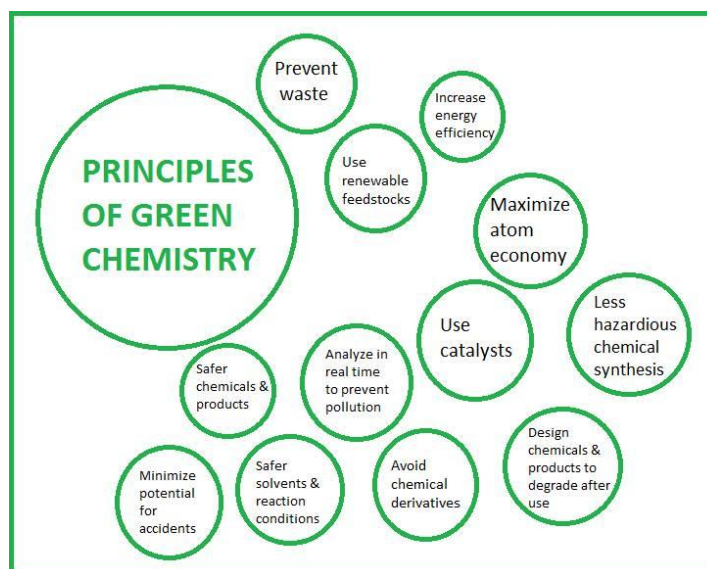 PRINCIPLES
OF GREEN
CHEMISTRY
Prevent
waste
Increase
energy
efficiency
Use
renewable
feedstocks
Maximize
atom
economy
Less
hazardious
chemical
synthesis
Use
catalysts
Analyze in
real time
to prevent
pollution
Safer
chemicals &
products
Design
chemicals &
products to
degrade after
use
Avoid
chemical
derivatives
Safer
solvents &
reaction
conditions
Minimize
potential
for
accidents